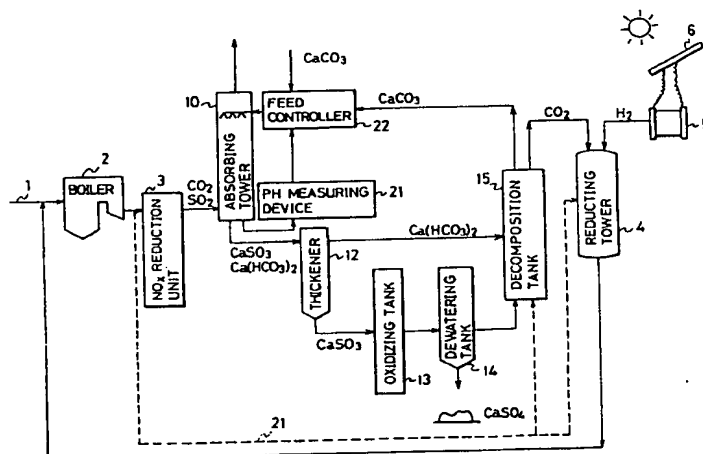 6
CaCO3
10
FEED CONTROLLER
22
CaCO3
CO2
H2
2
BOILER
1
3
NOX REDUCTION UNIT
CO2
SO2
ABSORBING TOWER
PH MEASURING DEVICE
21
15
DECOMPOSITION TANK
REDUCTING TOWER
4
CaSO3
Ca(HCO3)2
THICKENER
12
Ca(HCO3)2
CaSO3
OXIDIZING TANK
13
DEWATERING TANK
14
CaSO4
21